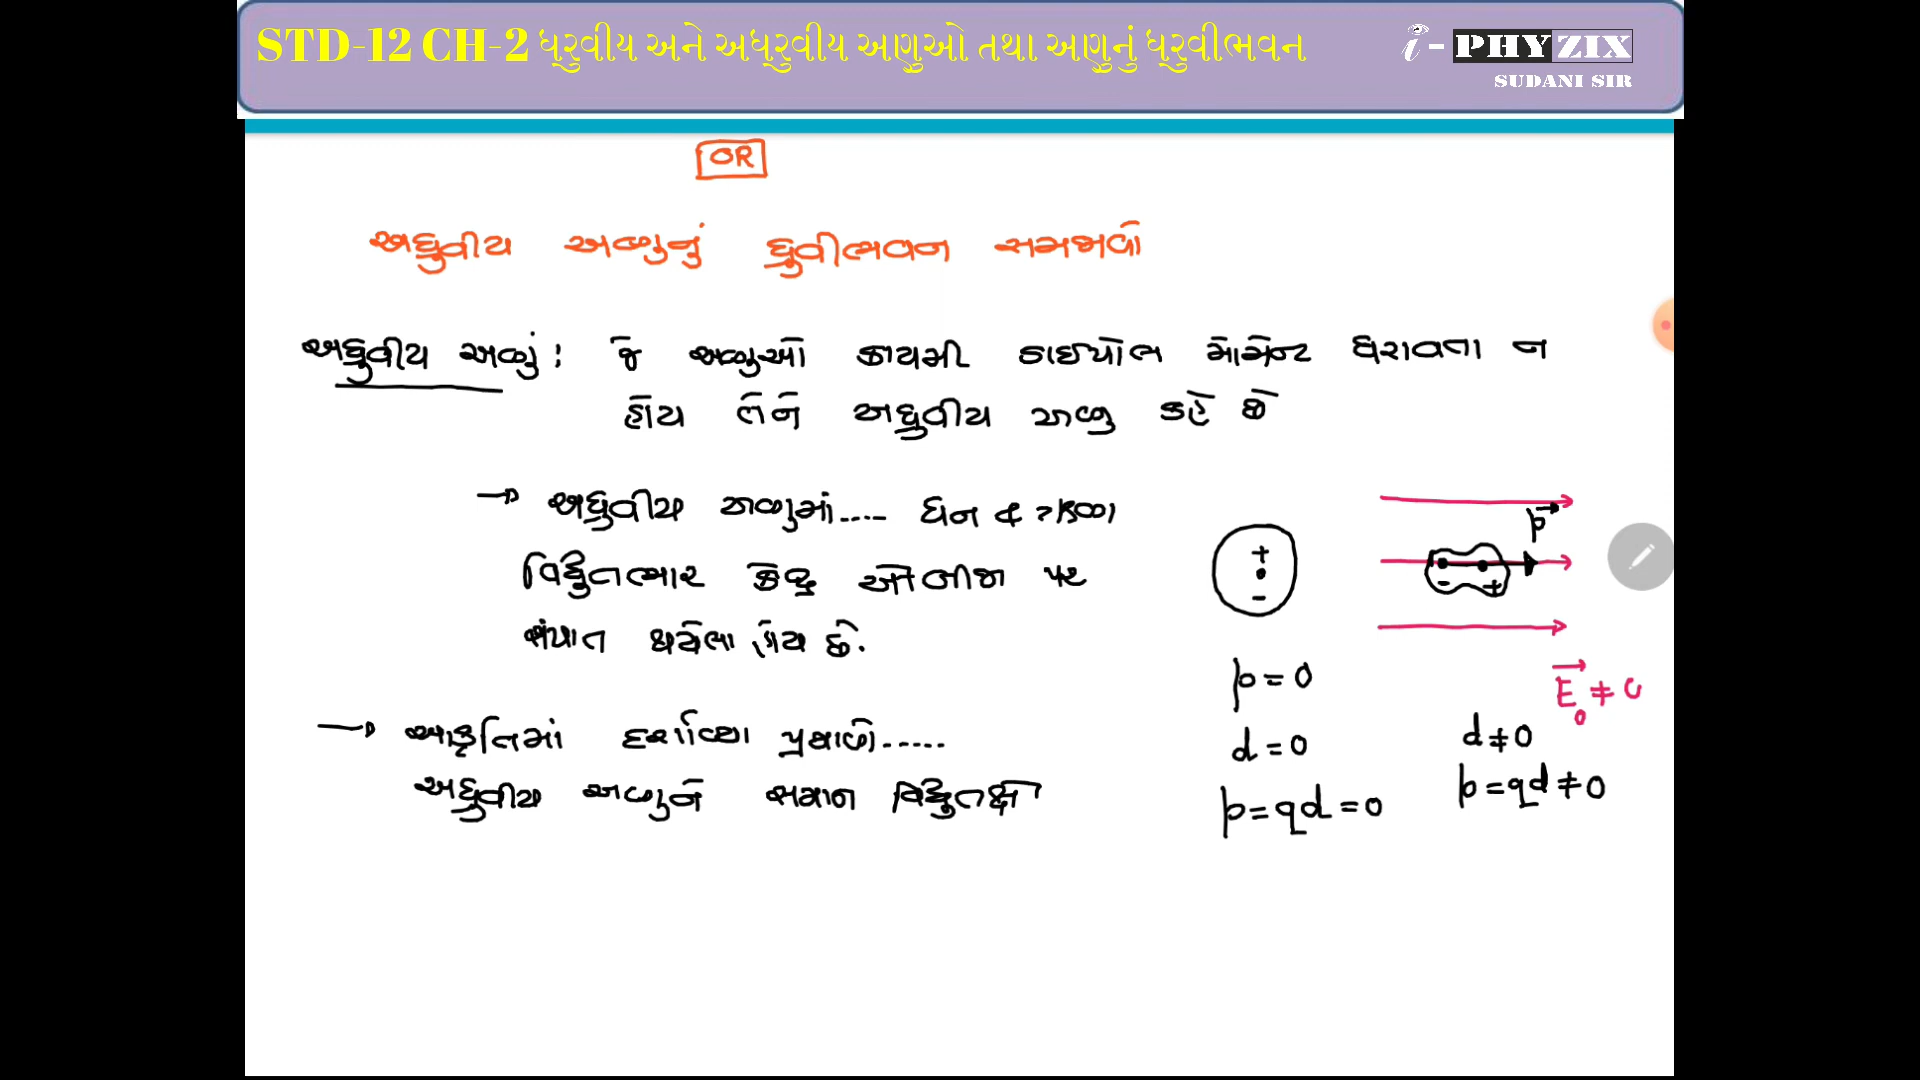 STD-12 CH-2 ધ્રુવીય અને અધ્રુવીય અણુઓ તથા અણુનું ધ્રુવીભવન
i-PHYZIX
SUDANI SIR
OR
અધ્રુવીય અણુનું ધ્રુવીભવન સમજાવો
અધ્રુવીય અણું: જે અણુઓ કાયમી ડાઈપોલ મોમેન્ટ ધરાવતા ન
હોય તેને અધ્રુવીય અણુ કહે છે
→ અધ્રુવીય અણુમાં.... ધન ઋણ
વિદ્યુતભાર કેન્દ્ર એકબીજા પર
સંપાત થયેલા હોય છે.
→ આકૃતિમાં દર્શાવ્યા પ્રમાણે.....
અધ્રુવીય અણુને સમાન વિદ્યુતક્ષે
+
-
p = 0
d = 0
p = qd = 0
p⃗
- +
E⃗₀ ≠ 0
d ≠ 0
p = qd ≠ 0